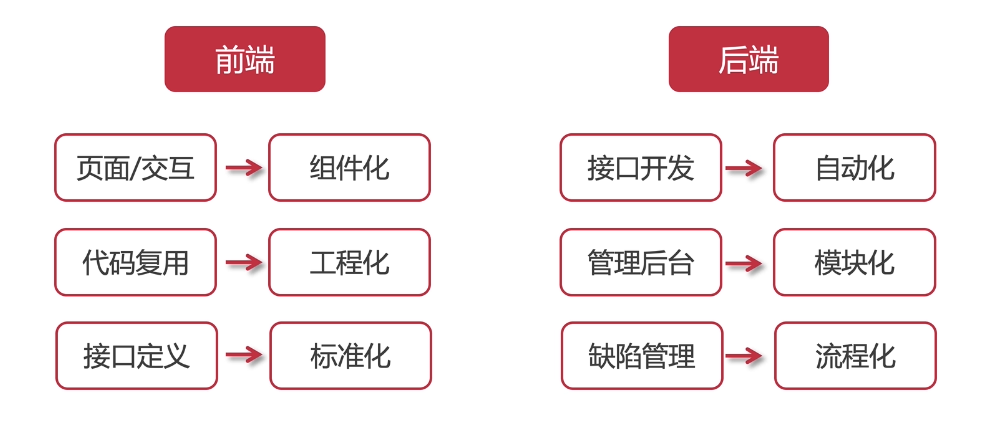 前端
页面/交互
组件化
代码复用
工程化
接口定义
标准化
后端
接口开发
自动化
管理后台
模块化
缺陷管理
流程化